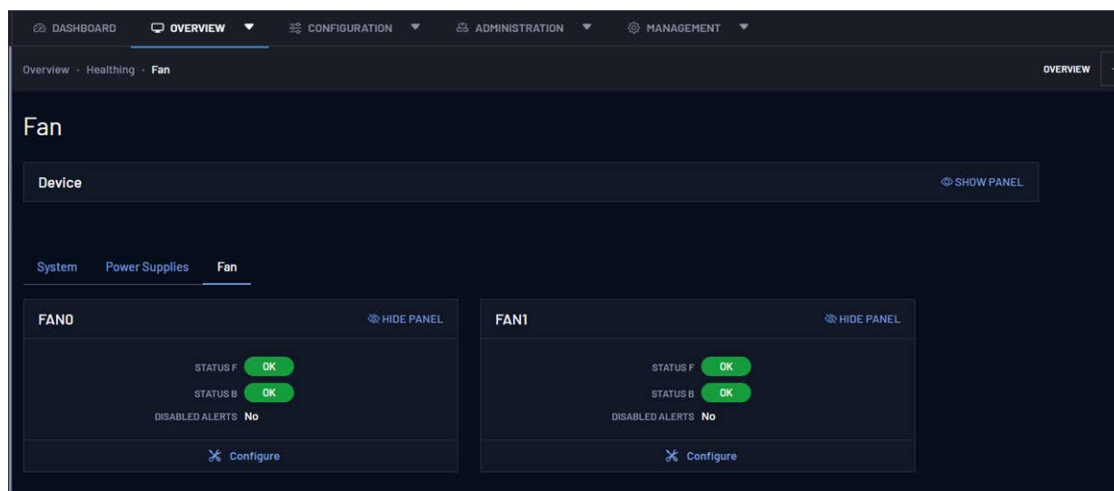 DASHBOARD OVERVIEW CONFIGURATION ADMINISTRATION MANAGEMENT
Overview · Healthing · Fan OVERVIEW
Fan
Device SHOW PANEL
System Power Supplies Fan
FAN0 HIDE PANEL FAN1 HIDE PANEL
STATUS F OK STATUS F OK
STATUS B OK STATUS B OK
DISABLED ALERTS No DISABLED ALERTS No
Configure Configure